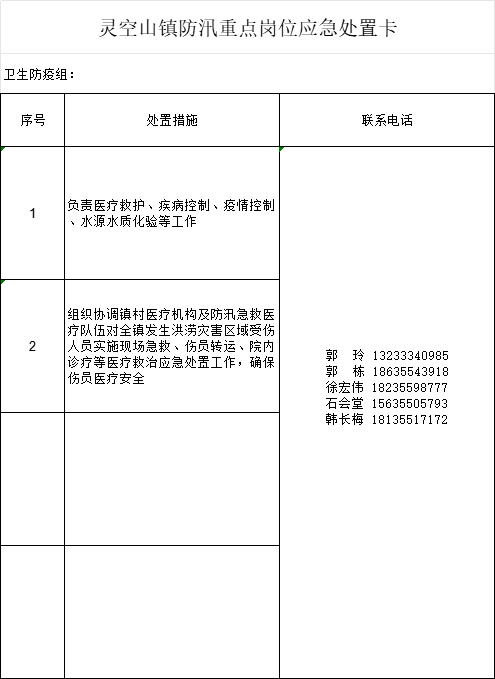 灵空山镇防汛重点岗位应急处置卡
卫生防疫组：
序号
处置措施
联系电话
1
负责医疗救护、疾病控制、疫情控制
、水源水质化验等工作
2
组织协调镇村医疗机构及防汛急救医
疗队伍对全镇发生洪涝灾害区域受伤
人员实施现场急救、伤员转运、院内
诊疗等医疗救治应急处置工作，确保
伤员医疗安全
郭　玲 13233340985
郭　栋 18635543918
徐宏伟 18235598777
石会堂 15635505793
韩长梅 18135517172